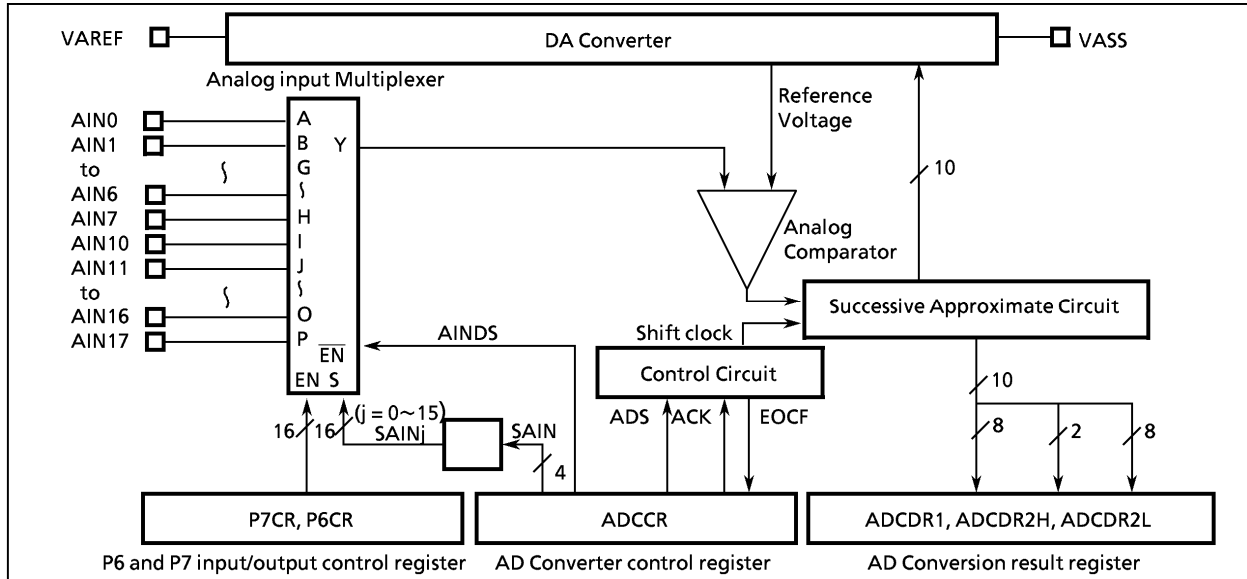 VAREF
DA Converter
VASS
Analog input Multiplexer
Reference
Voltage
AIN0
AIN1
to
AIN6
AIN7
AIN10
AIN11
to
AIN16
AIN17
A
B
G
H
I
J
O
P
Y
EN
EN S
10
Analog
Comparator
Successive Approximate Circuit
AINDS
Shift clock
Control Circuit
(j = 0~15)
16
16
SAINj
SAIN
4
ADS
ACK
EOCF
10
8
2
8
P7CR, P6CR
ADCCR
ADCDR1, ADCDR2H, ADCDR2L
P6 and P7 input/output control register
AD Converter control register
AD Conversion result register